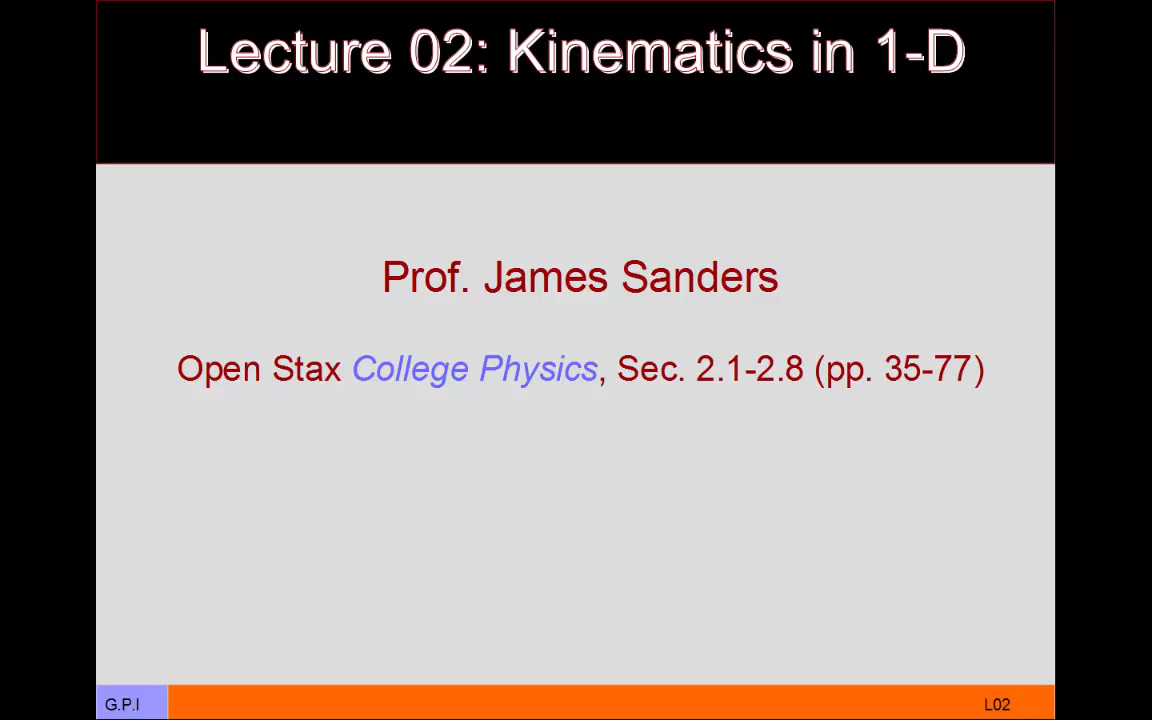 Lecture 02: Kinematics in 1-D
Prof. James Sanders
Open Stax College Physics, Sec. 2.1-2.8 (pp. 35-77)
G.P.I
L02